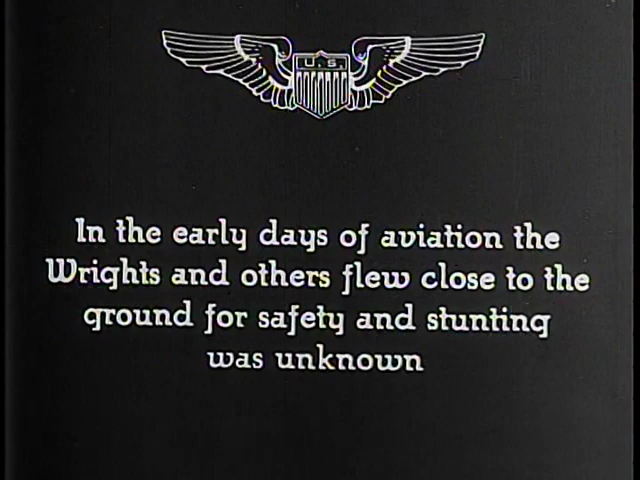 U.S.
In the early days of aviation the
Wrights and others flew close to the
ground for safety and stunting
was unknown